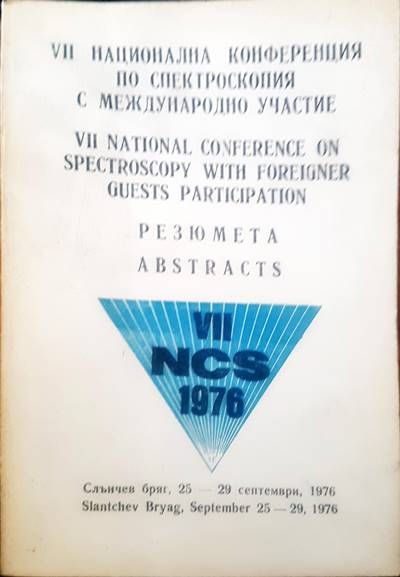 VII НАЦИОНАЛНА КОНФЕРЕНЦИЯ
ПО СПЕКТРОСКОПИЯ
С МЕЖДУНАРОДНО УЧАСТИЕ
VII NATIONAL CONFERENCE ON
SPECTROSCOPY WITH FOREIGNER
GUESTS PARTICIPATION
РЕЗЮМЕТА
ABSTRACTS
VII
NCS
1976
Слънчев бряг, 25 — 29 септември, 1976
Slantchev Bryag, September 25 — 29, 1976